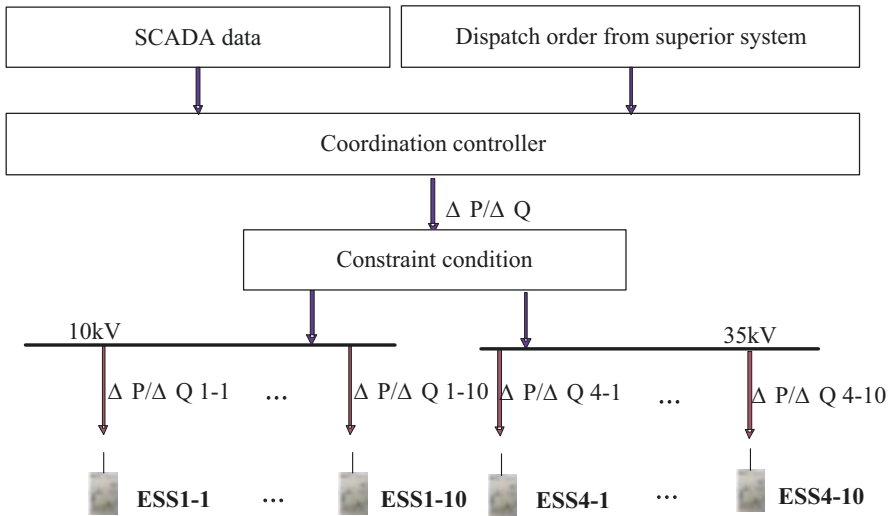 SCADA data
Dispatch order from superior system
Coordination controller
Δ P/Δ Q
Constraint condition
10kV
35kV
Δ P/Δ Q 1-1
...
Δ P/Δ Q 1-10
Δ P/Δ Q 4-1
...
Δ P/Δ Q 4-10
ESS1-1
...
ESS1-10
ESS4-1
...
ESS4-10